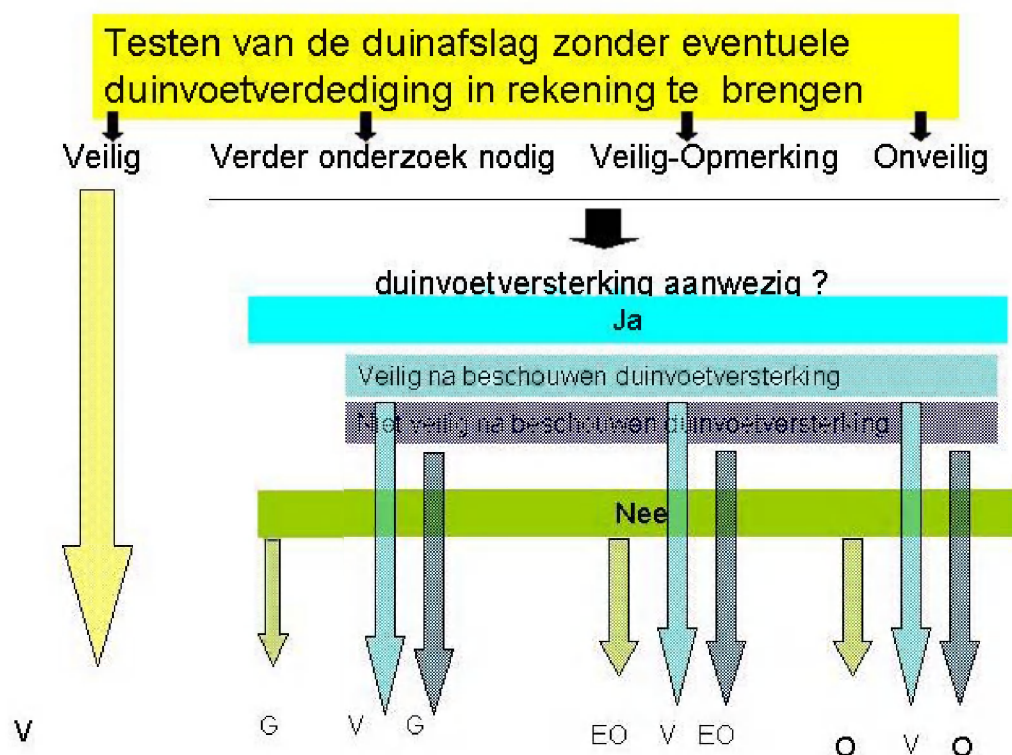 Testen van de duinafslag zonder eventuele
duinvoetverdediging in rekening te brengen
Veilig Verder onderzoek nodig Veilig-Opmerking Onveilig
duinvoetversterking aanwezig ?
Ja
Veilig na beschouwen duinvoetversterking
Niet veilig na beschouwen duinvoetversterking
Nee
V G V G EO V EO O V O